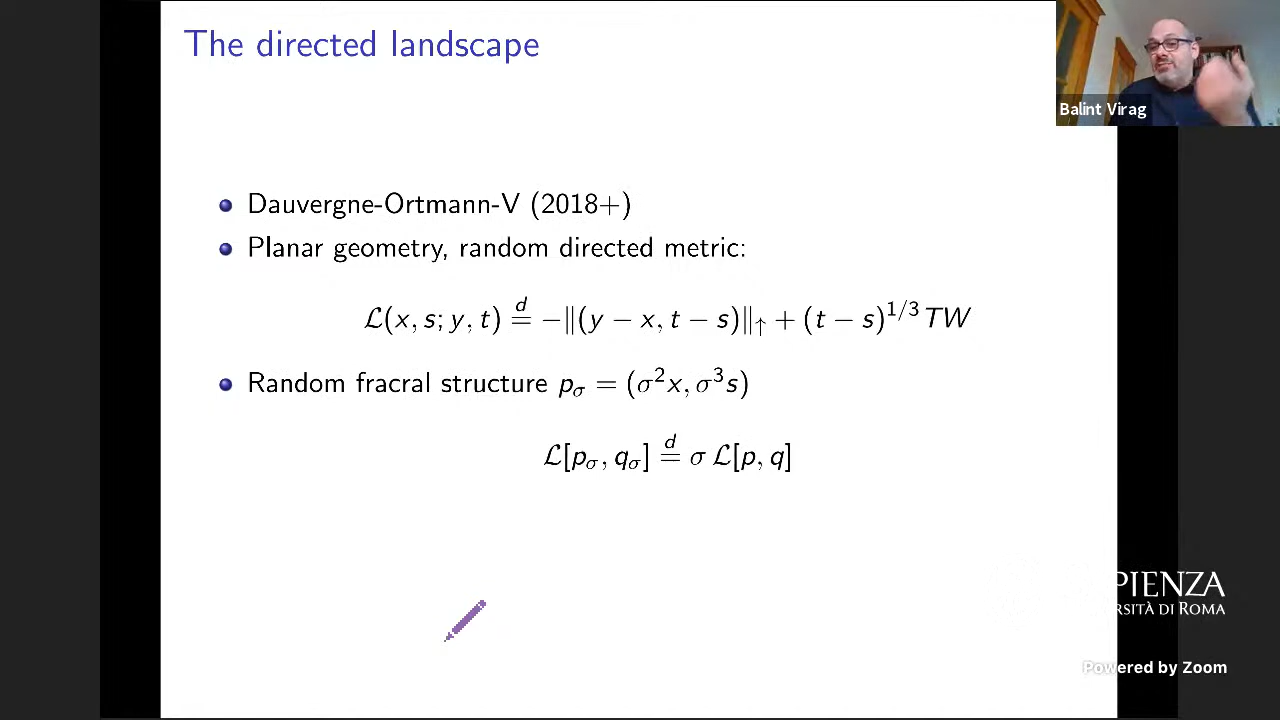 The directed landscape
Balint Virag
Dauvergne-Ortmann-V (2018+)
Planar geometry, random directed metric:
ℒ(x, s; y, t) =ᵈ −‖(y − x, t − s)‖↑ + (t − s)^{1/3} TW
Random fracral structure p_σ = (σ²x, σ³s)
ℒ[p_σ, q_σ] =ᵈ σ ℒ[p, q]
PIENZA
RSITÀ DI ROMA
Powered by Zoom